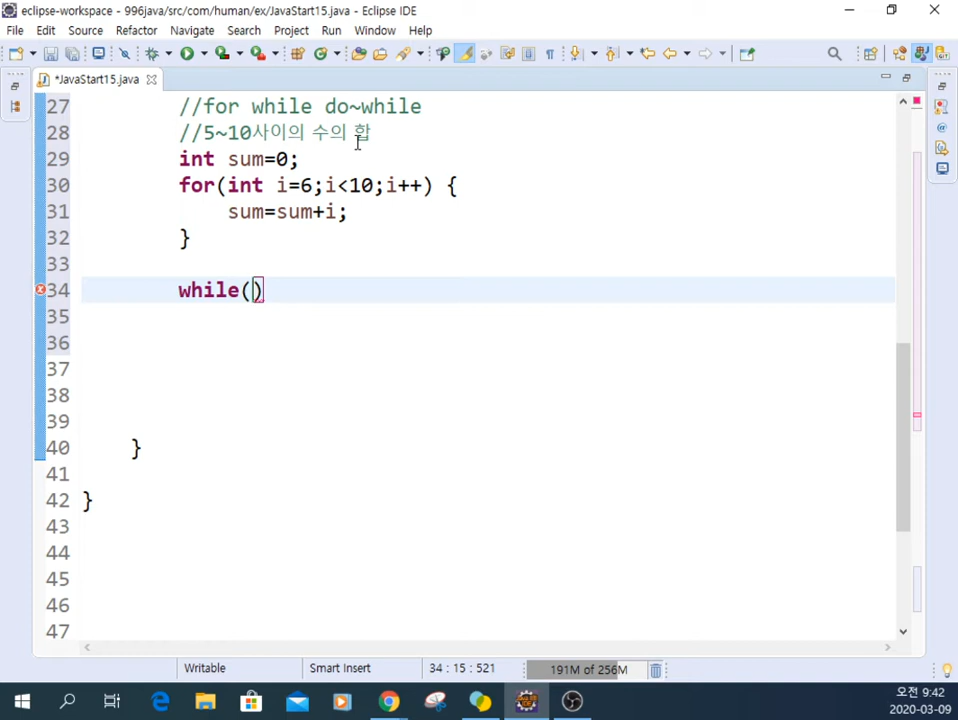 eclipse-workspace - 996java/src/com/human/ex/JavaStart15.java - Eclipse IDE
File Edit Source Refactor Navigate Search Project Run Window Help
*JavaStart15.java
27 //for while do~while
28 //5~10사이의 수의 합
29 int sum=0;
30 for(int i=6;i<10;i++) {
31 sum=sum+i;
32 }
33
34 while()
35
36
37
38
39
40 }
41
42 }
43
44
45
46
47
Writable Smart Insert 34 : 15 : 521 191M of 256M
오전 9:42
2020-03-09